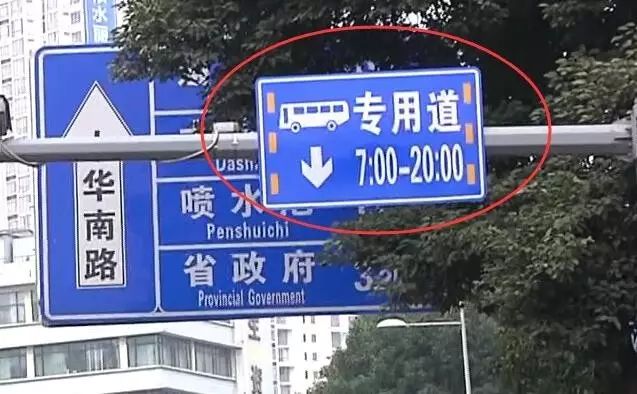 专用道
7:00-20:00
华南路
Dash
喷水池
Penshuichi
省政府
Provincial Government